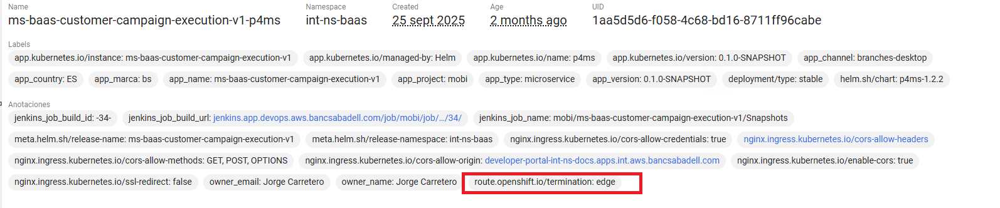 Name Namespace Created Age UID
ms-baas-customer-campaign-execution-v1-p4ms int-ns-baas 25 sept 2025 2 months ago 1aa5d5d6-f058-4c68-bd16-8711ff96cabe
Labels
app.kubernetes.io/instance: ms-baas-customer-campaign-execution-v1 app.kubernetes.io/managed-by: Helm app.kubernetes.io/name: p4ms app.kubernetes.io/version: 0.1.0-SNAPSHOT app_channel: branches-desktop
app_country: ES app_marca: bs app_name: ms-baas-customer-campaign-execution-v1 app_project: mobi app_type: microservice app_version: 0.1.0-SNAPSHOT deployment/type: stable helm.sh/chart: p4ms-1.2.2
Anotaciones
jenkins_job_build_id: -34- jenkins_job_build_url: jenkins.app.devops.aws.bancsabadell.com/job/mobi/job/…/34/ jenkins_job_name: mobi/ms-baas-customer-campaign-execution-v1/Snapshots
meta.helm.sh/release-name: ms-baas-customer-campaign-execution-v1 meta.helm.sh/release-namespace: int-ns-baas nginx.ingress.kubernetes.io/cors-allow-credentials: true nginx.ingress.kubernetes.io/cors-allow-headers
nginx.ingress.kubernetes.io/cors-allow-methods: GET, POST, OPTIONS nginx.ingress.kubernetes.io/cors-allow-origin: developer-portal-int-ns-docs.apps.int.aws.bancsabadell.com nginx.ingress.kubernetes.io/enable-cors: true
nginx.ingress.kubernetes.io/ssl-redirect: false owner_email: Jorge Carretero owner_name: Jorge Carretero route.openshift.io/termination: edge